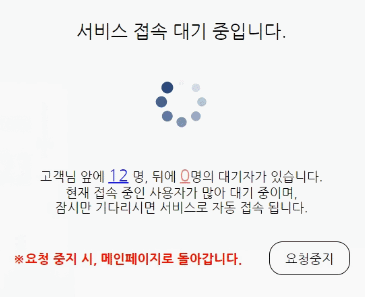 서비스 접속 대기 중입니다.
고객님 앞에 12 명, 뒤에 0명의 대기자가 있습니다.
현재 접속 중인 사용자가 많아 대기 중이며,
잠시만 기다리시면 서비스로 자동 접속 됩니다.
※요청 중지 시, 메인페이지로 돌아갑니다.
요청중지